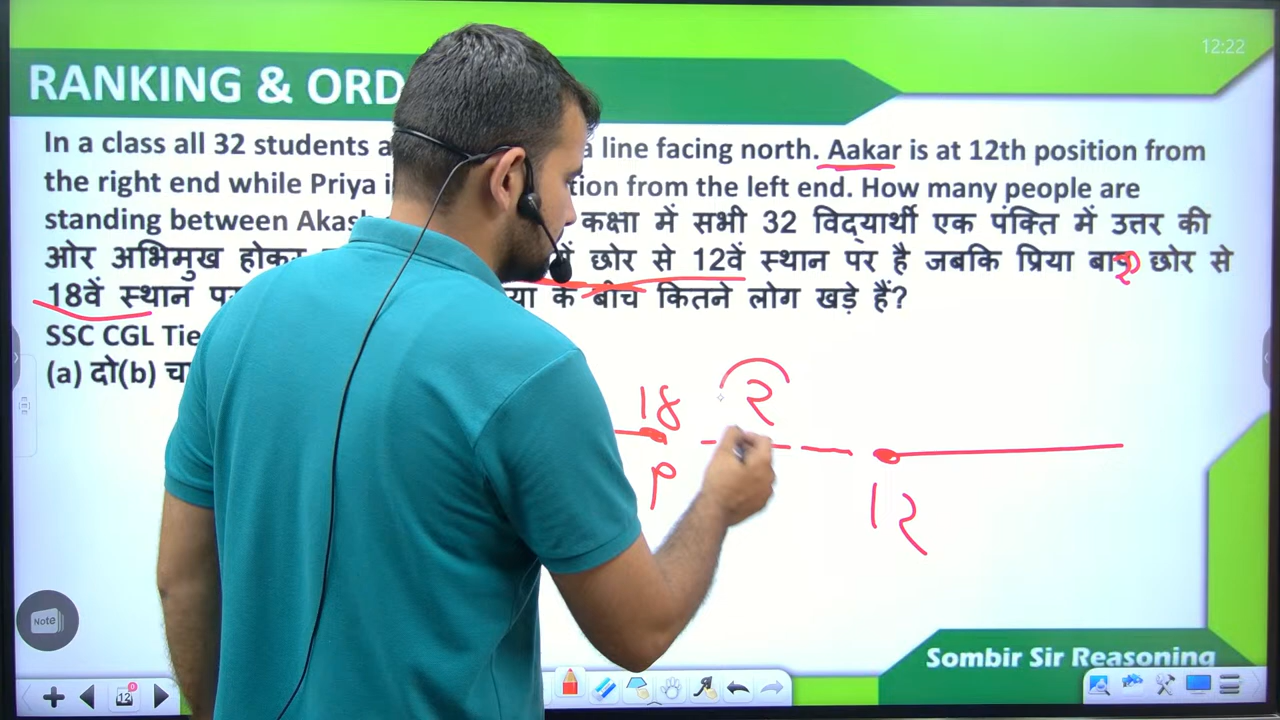 12:22
RANKING & ORD
In a class all 32 students a a line facing north. Aakar is at 12th position from
the right end while Priya i tion from the left end. How many people are
standing between Akash कक्षा में सभी 32 विद्यार्थी एक पंक्ति में उत्तर की
ओर अभिमुख होकर में छोर से 12वें स्थान पर है जबकि प्रिया छोर से
18वें स्थान के बीच कितने लोग खड़े हैं?
SSC CGL Tie
(a) दो(b)
18 2
P
12
Note
Sombir Sir Reasoning
12